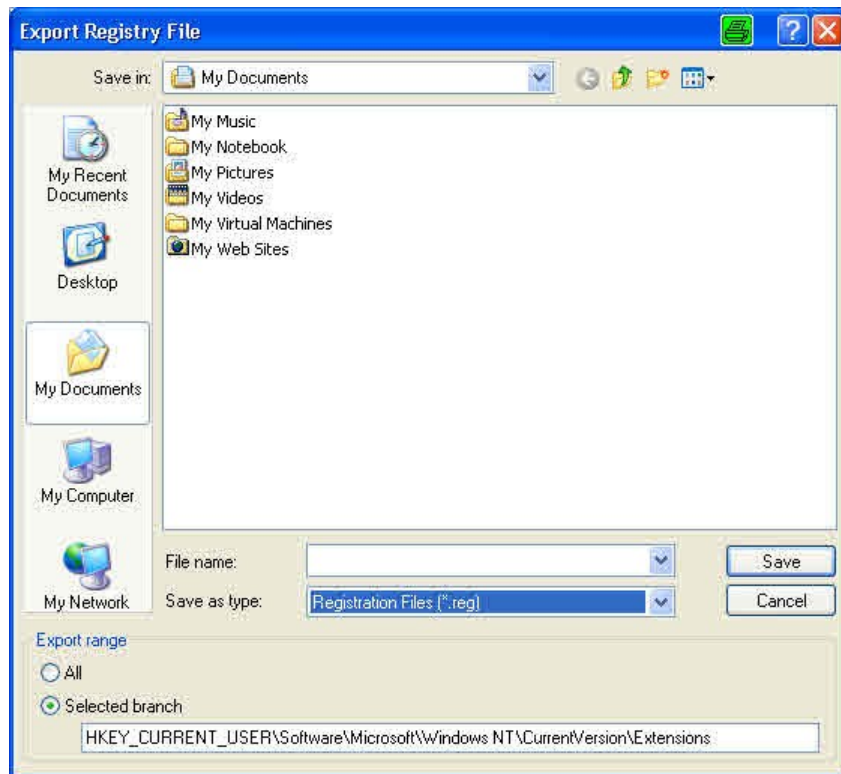 Export Registry File
Save in:
My Documents
My Recent
Documents
Desktop
My Documents
My Computer
My Network
My Music
My Notebook
My Pictures
My Videos
My Virtual Machines
My Web Sites
File name:
Save
Save as type:
Registration Files (*.reg)
Cancel
Export range
All
Selected branch
HKEY_CURRENT_USER\Software\Microsoft\Windows NT\CurrentVersion\Extensions